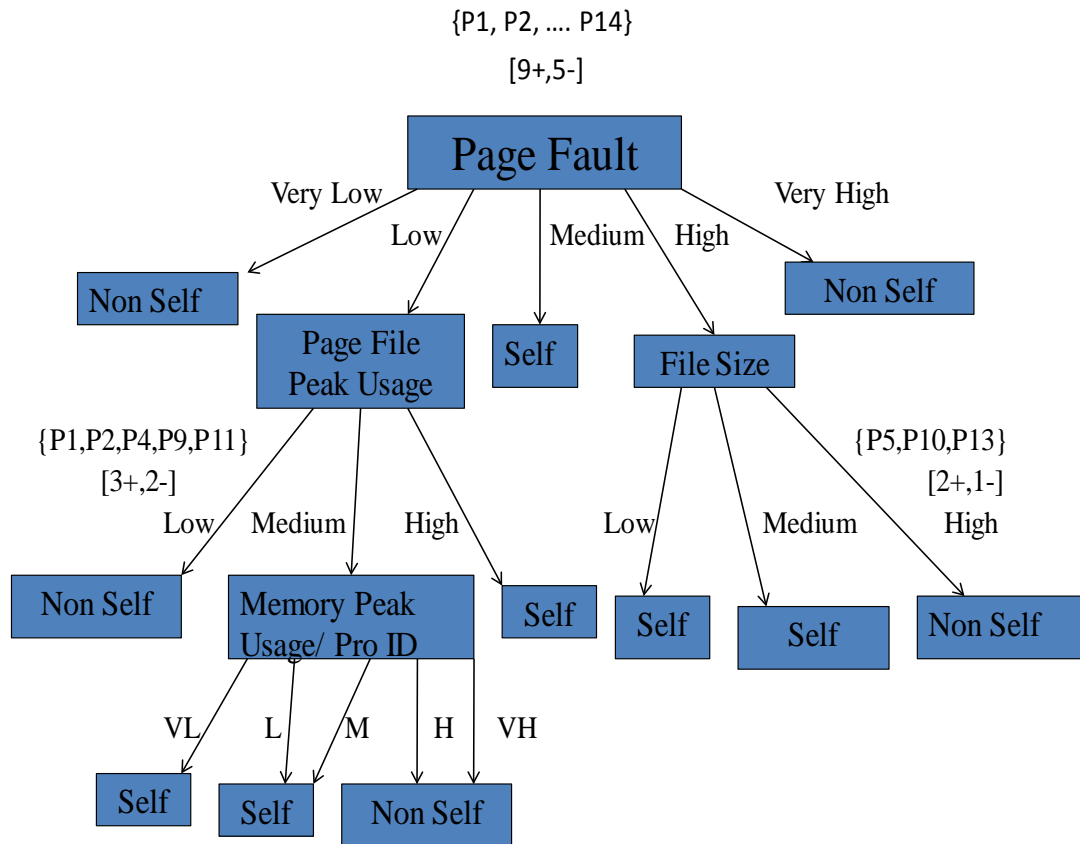 {P1, P2, .... P14}
[9+,5-]
Page Fault
Very Low
Low
Medium
High
Very High
Non Self
Page File
Peak Usage
Self
File Size
Non Self
{P1,P2,P4,P9,P11}
[3+,2-]
Low
Medium
High
{P5,P10,P13}
[2+,1-]
Low
Medium
High
Non Self
Memory Peak
Usage/ Pro ID
Self
Self
Self
Non Self
VL
L
M
H
VH
Self
Self
Non Self